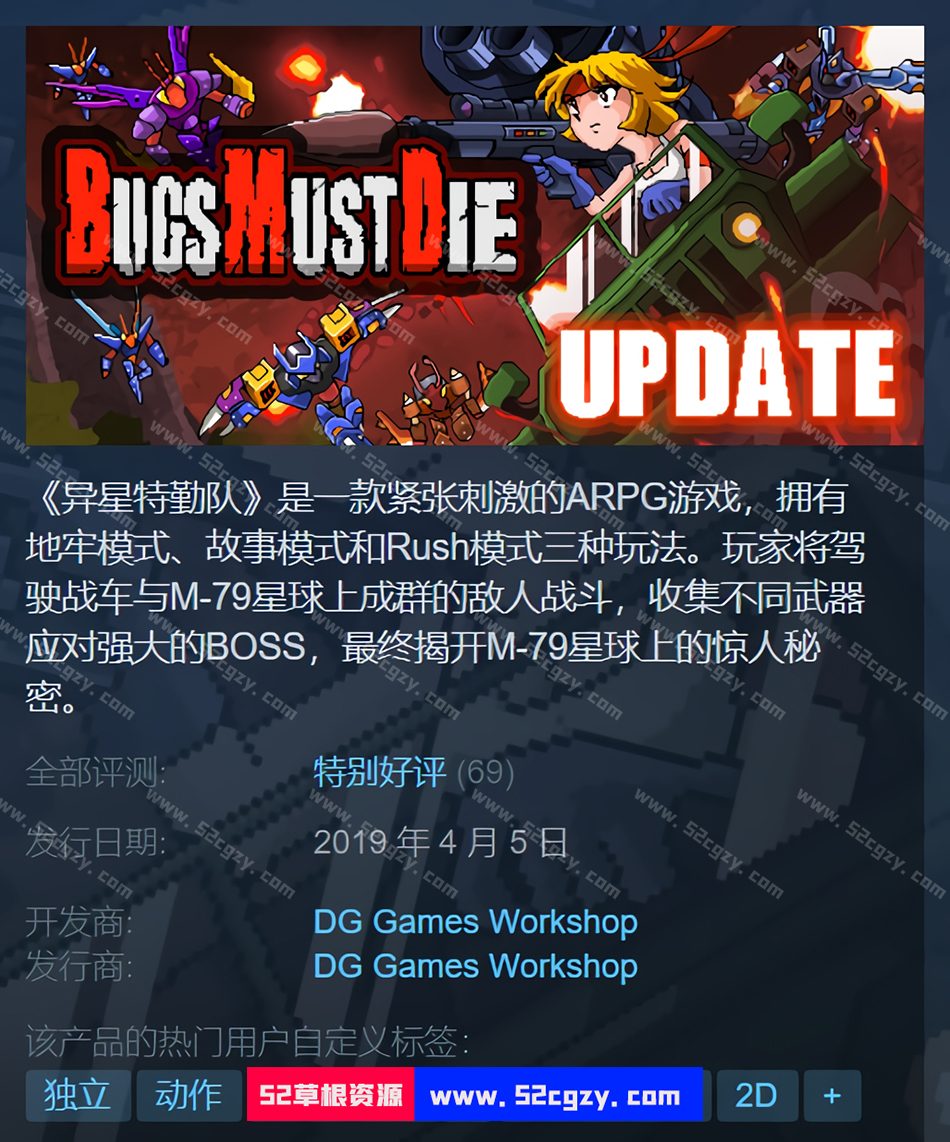 BUGS MUST DIE
UPDATE
《异星特勤队》是一款紧张刺激的ARPG游戏，拥有
地牢模式、故事模式和Rush模式三种玩法。玩家将驾
驶战车与M-79星球上成群的敌人战斗，收集不同武器
应对强大的BOSS，最终揭开M-79星球上的惊人秘
密。
全部评测: 特别好评 (69)
发行日期: 2019 年 4 月 5 日
开发商: DG Games Workshop
发行商: DG Games Workshop
该产品的热门用户自定义标签：
独立 动作 52草根资源 www.52cgzy.com 2D +
www.52cgzy.com